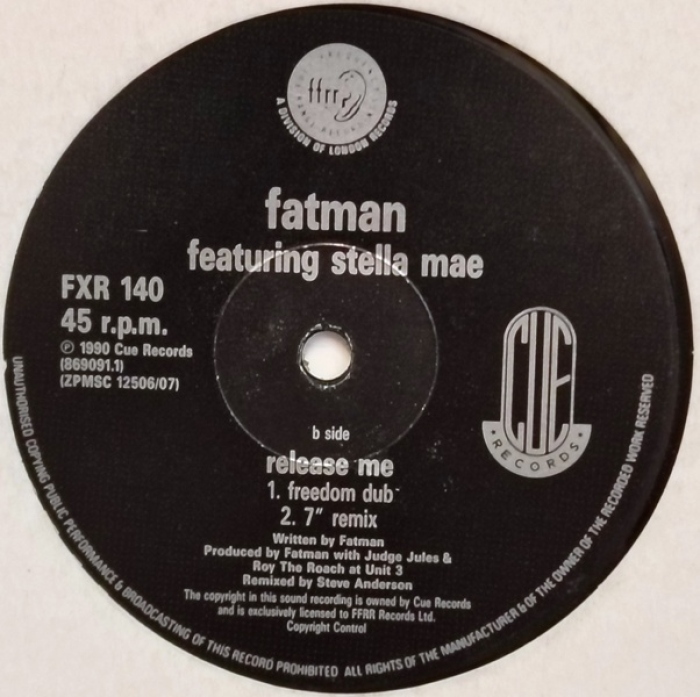 ffrr
A DIVISION OF LONDON RECORDS
fatman
featuring stella mae
FXR 140
45 r.p.m.
℗ 1990 Cue Records
(869091.1)
(ZPMSC 12506/07)
CUE
• RECORDS •
b side
release me
1. freedom dub
2. 7" remix
Written by Fatman
Produced by Fatman with Judge Jules &
Roy The Roach at Unit 3
Remixed by Steve Anderson
The copyright in this sound recording is owned by Cue Records
and is exclusively licensed to FFRR Records Ltd.
Copyright Control
UNAUTHORISED COPYING PUBLIC PERFORMANCE & BROADCASTING OF THIS RECORD PROHIBITED ALL RIGHTS OF THE MANUFACTURER & OF THE OWNER OF THE RECORDED WORK RESERVED